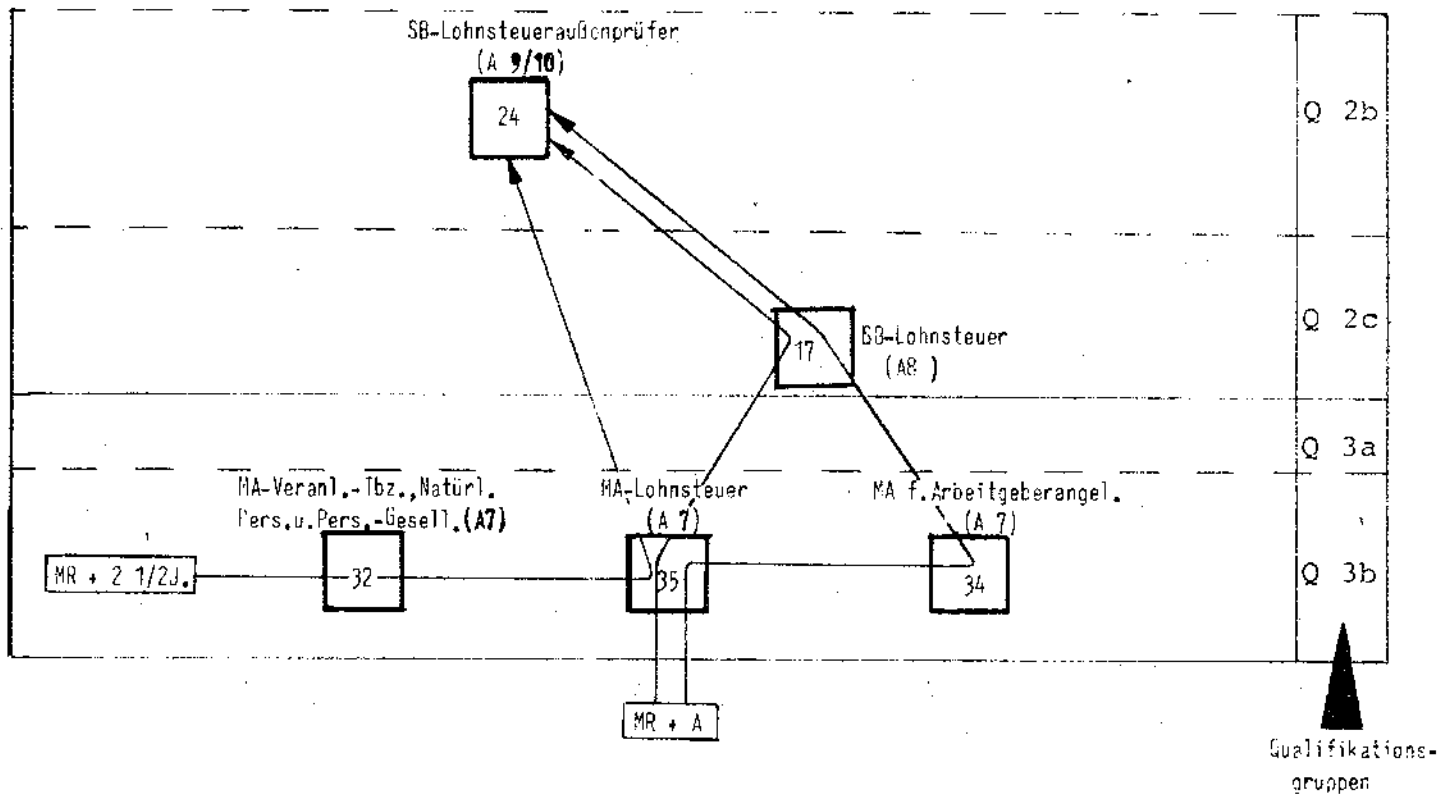 SB-Lohnsteueraußenprüfer
(A 9/10)
24
Q 2b
17
SB-Lohnsteuer
(A8 )
Q 2c
Q 3a
MA-Veranl.-Tbz.,Natürl.
Pers.u.Pers.-Gesell.(A7)
MA-Lohnsteuer
(A 7)
MA f.Arbeitgeberangel.
(A 7)
MR + 2 1/2J.
32
35
34
Q 3b
MR + A
Qualifikations-
gruppen